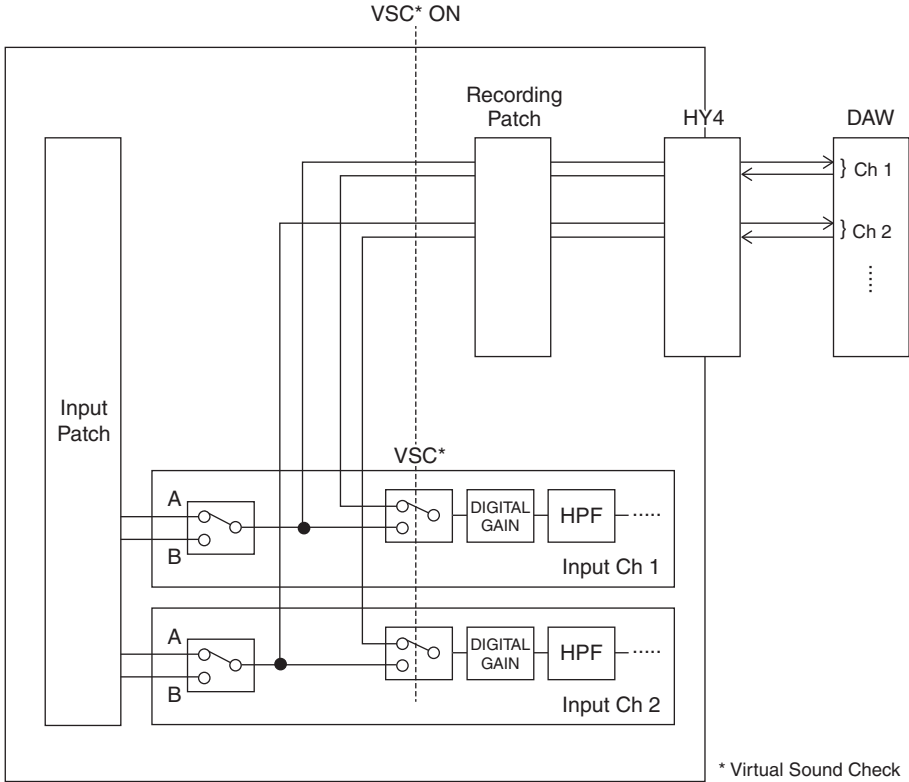 VSC* ON
Recording
Patch
HY4
DAW
} Ch 1
} Ch 2
Input
Patch
VSC*
A
B
DIGITAL
GAIN
HPF
Input Ch 1
A
B
DIGITAL
GAIN
HPF
Input Ch 2
* Virtual Sound Check